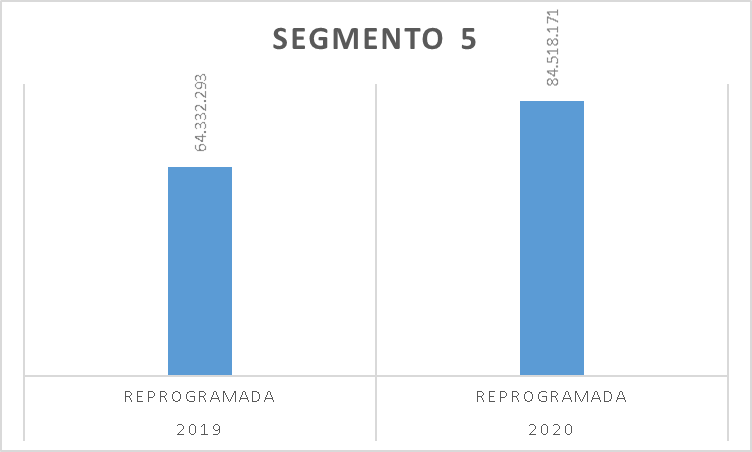 SEGMENTO 5
64.332.293
84.518.171
REPROGRAMADA
REPROGRAMADA
2019
2020